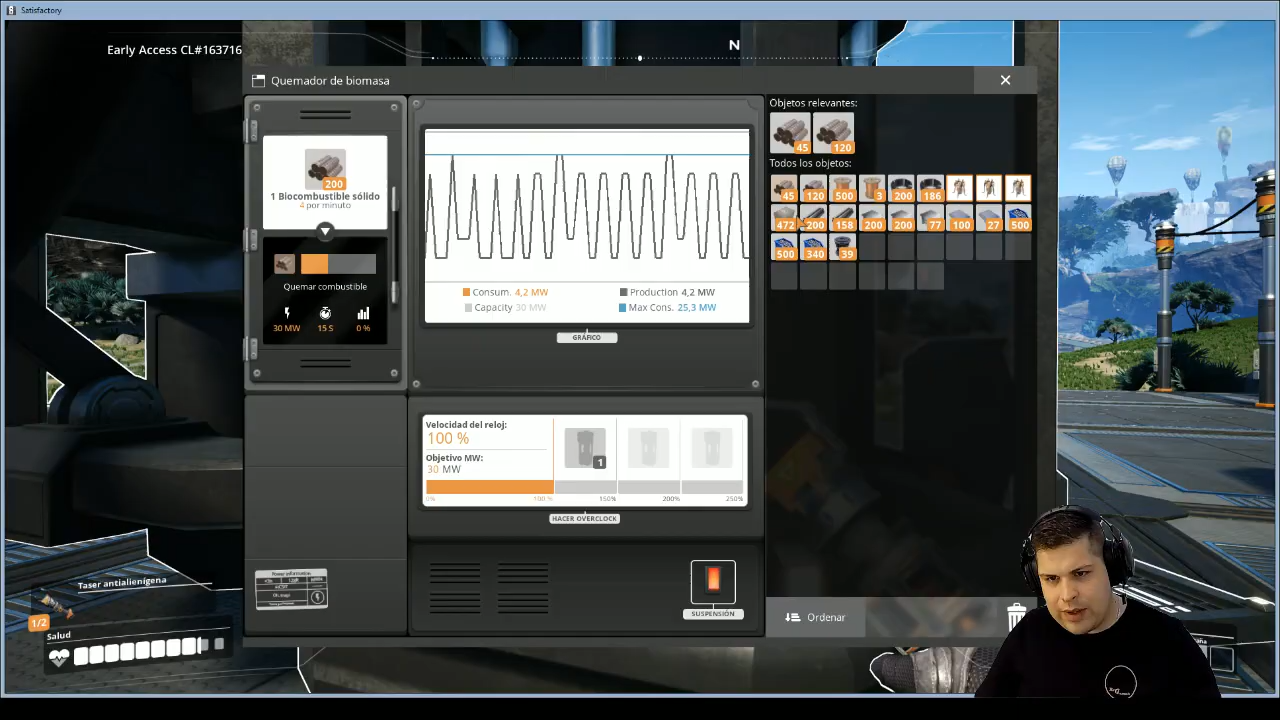 Satisfactory
Early Access CL#163716
N
Quemador de biomasa
200
1 Biocombustible sólido
4 por minuto
Quemar combustible
30 MW
15 S
0 %
Consum. 4,2 MW
Production 4,2 MW
Capacity 30 MW
Max Cons. 25,3 MW
GRÁFICO
Velocidad del reloj:
100 %
Objetivo MW:
30 MW
1
0% 100 % 150% 200% 250%
HACER OVERCLOCK
SUSPENSIÓN
Objetos relevantes:
45 120
Todos los objetos:
45 120 500 3 200 186
472 200 158 200 200 77 100 27 500
500 340 39
Ordenar
Taser antialienígena
1/2
Salud